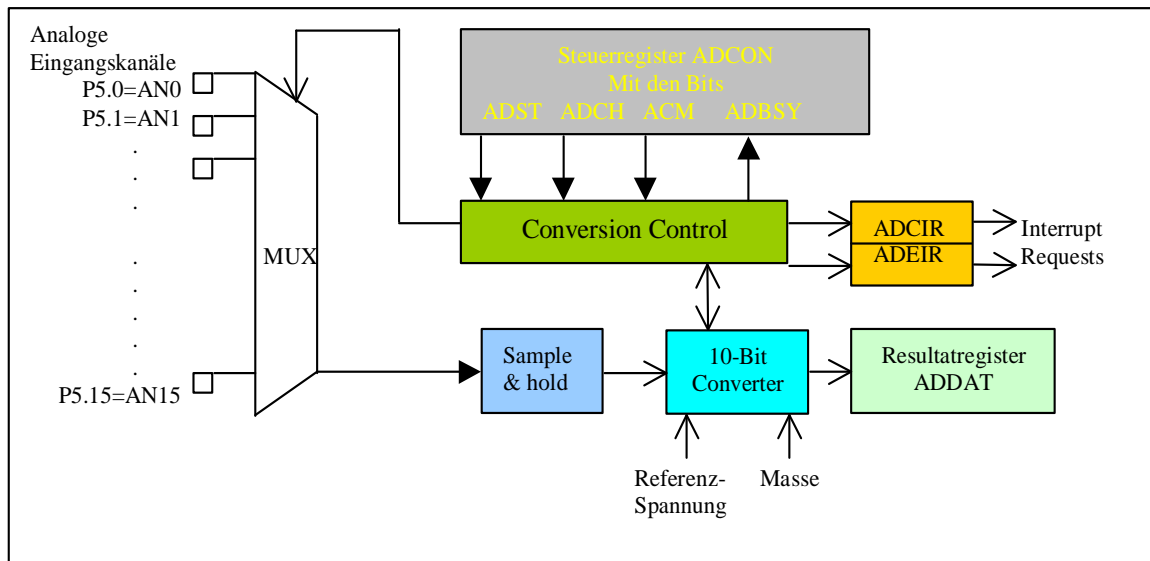 Analoge
Eingangskanäle
P5.0=AN0
P5.1=AN1
.
.
.
.
.
.
.
.
P5.15=AN15
MUX
Steuerregister ADCON
Mit den Bits
ADST ADCH ACM ADBSY
Conversion Control
ADCIR
ADEIR
Interrupt
Requests
Sample
& hold
10-Bit
Converter
Resultatregister
ADDAT
Referenz-
Spannung
Masse